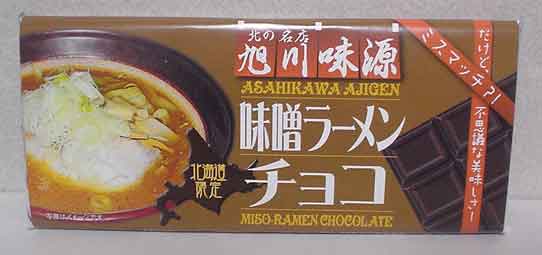 北の名店
旭川味源
ASAHIKAWA AJIGEN
味噌ラーメン
チョコ
MISO-RAMEN CHOCOLATE
北海道
限定
ミスマッチ?!
だけど、
不思議な美味しさ!